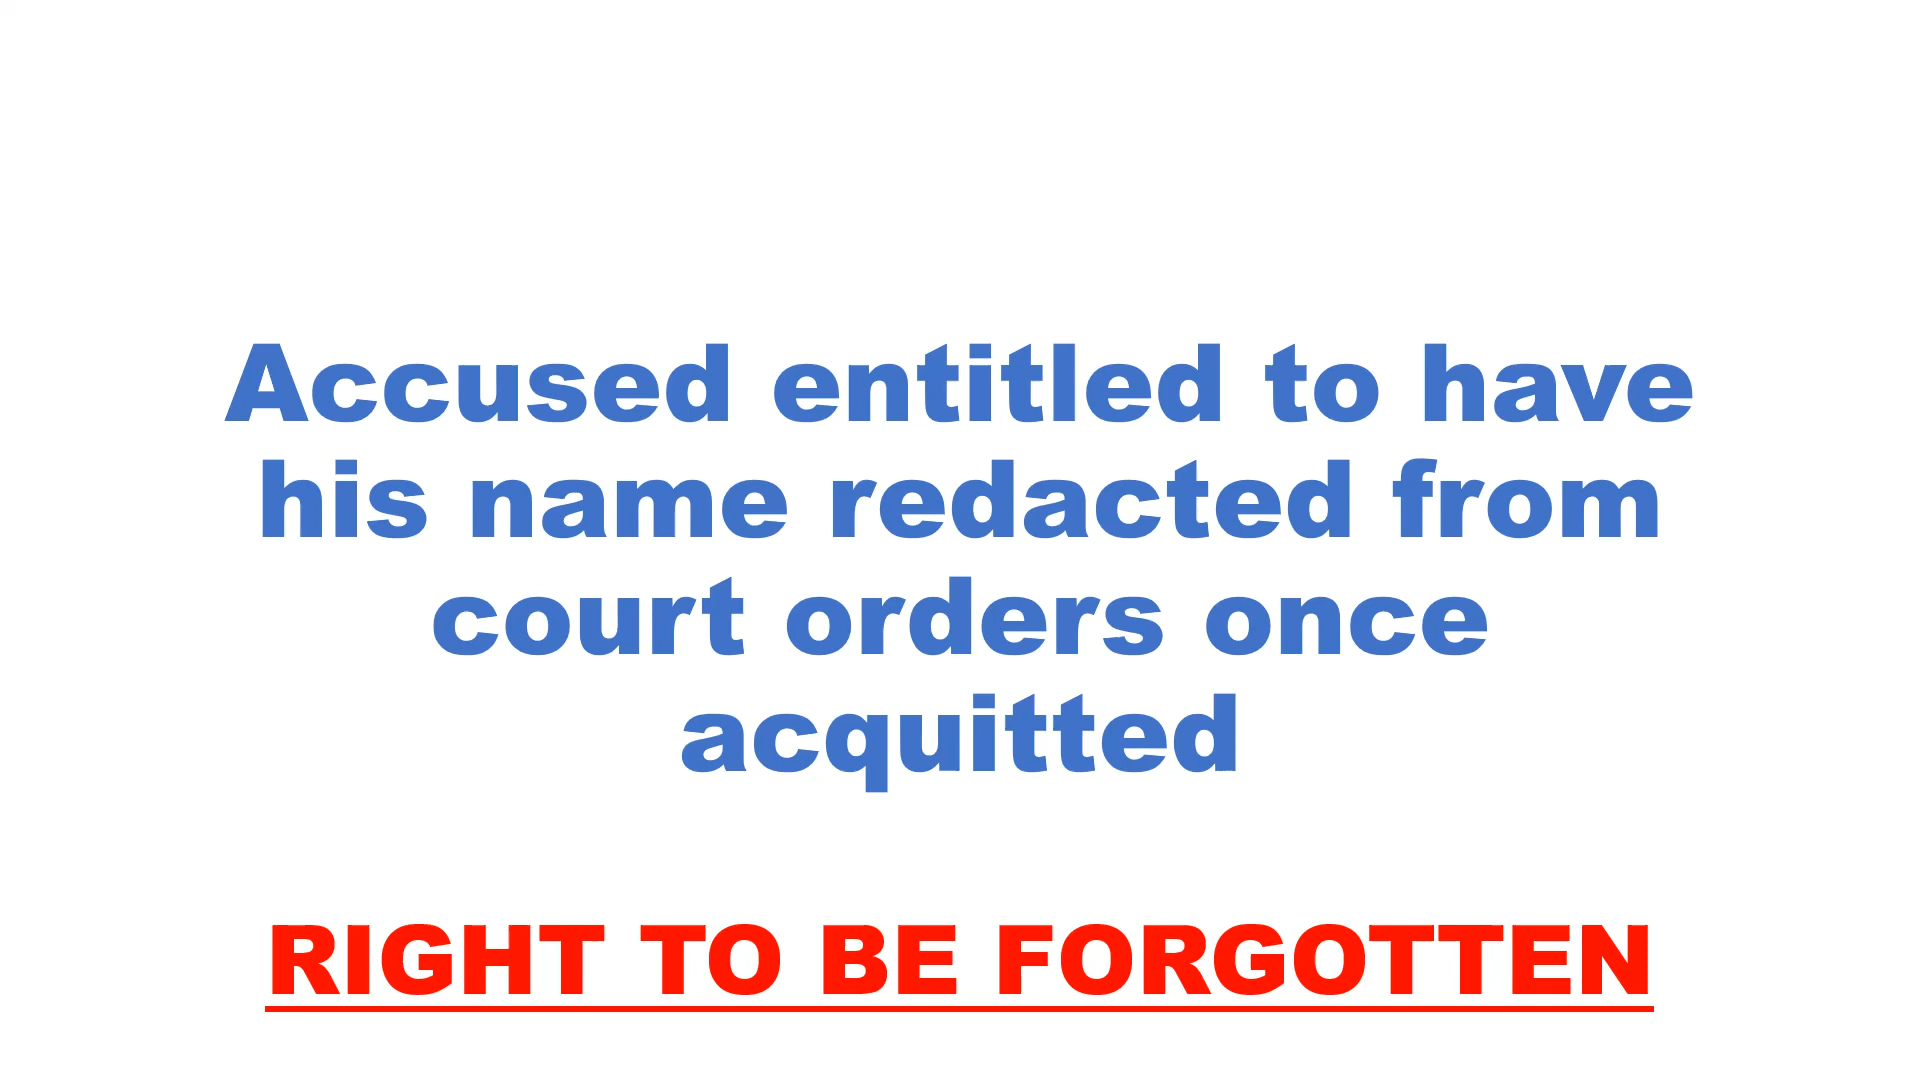 Accused entitled to have
his name redacted from
court orders once
acquitted
RIGHT TO BE FORGOTTEN